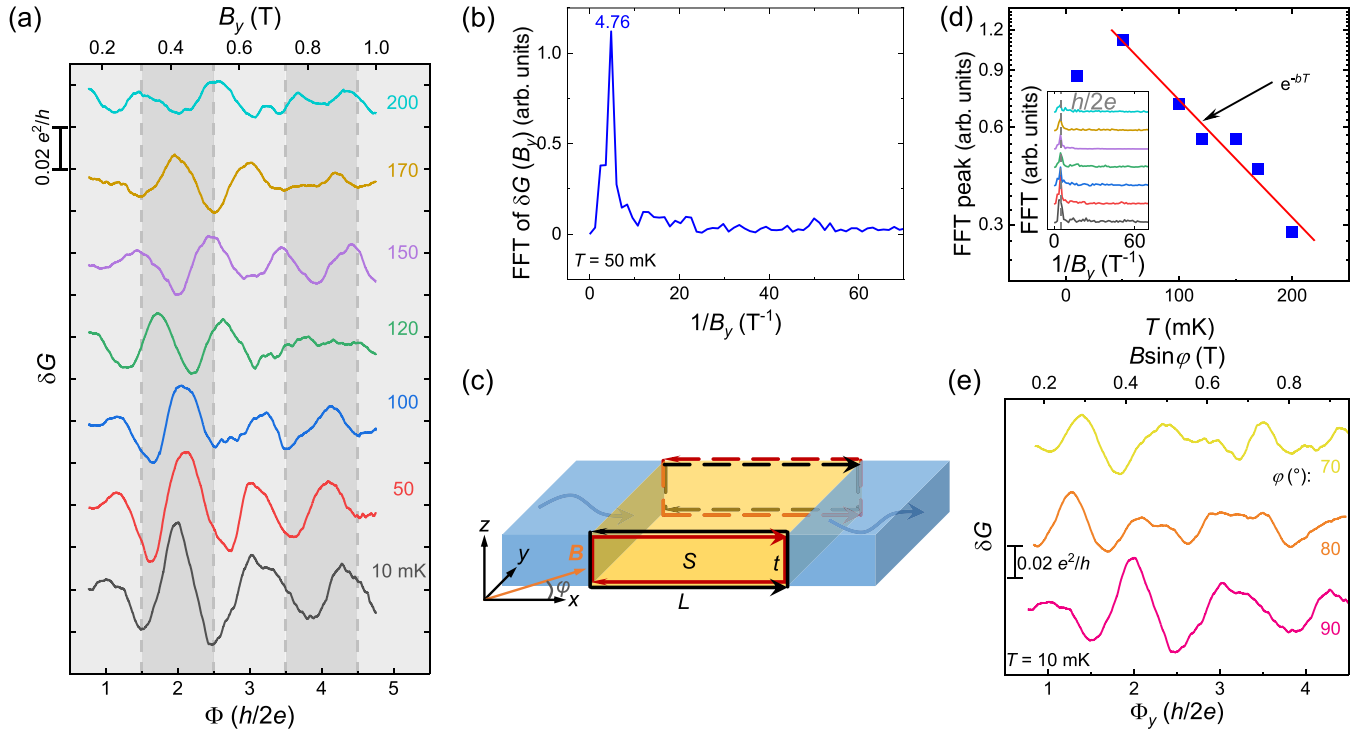 (a)
B_y (T)
0.2 0.4 0.6 0.8 1.0
200
0.02 e²/h
170
150
120
δG
100
50
10 mK
1 2 3 4 5
Φ (h/2e)
(b)
4.76
1.0
0.5
0
FFT of δG (B_y) (arb. units)
T = 50 mK
0 20 40 60
1/B_y (T⁻¹)
(c)
z
y
B
φ
x
S
t
L
(d)
1.2
0.9
0.6
0.3
FFT peak (arb. units)
e^-bT
h/2e
FFT (arb. units)
0 60
1/B_y (T⁻¹)
0 100 200
T (mK)
(e)
Bsinφ (T)
0.2 0.4 0.6 0.8
70
φ (°):
80
δG
0.02 e²/h
90
T = 10 mK
1 2 3 4
Φ_y (h/2e)